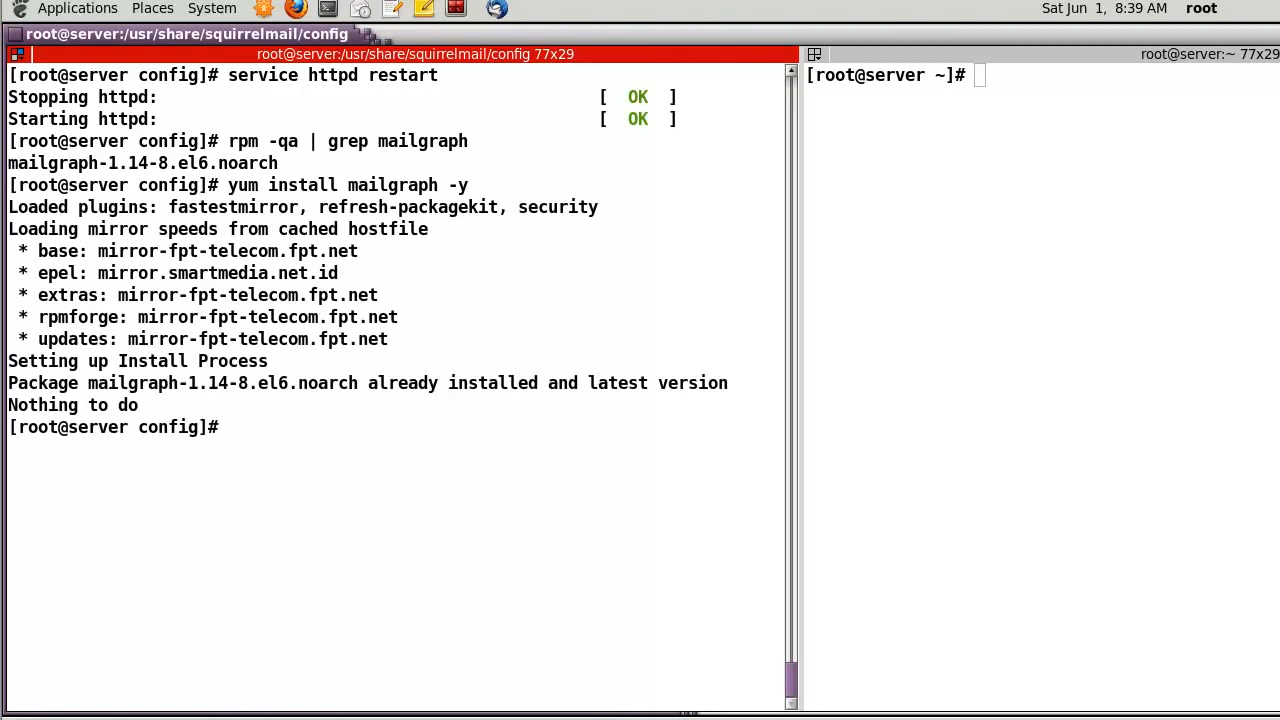 Applications Places System
Sat Jun 1, 8:39 AM root
root@server:/usr/share/squirrelmail/config
root@server:/usr/share/squirrelmail/config 77x29
[root@server config]# service httpd restart
Stopping httpd: [ OK ]
Starting httpd: [ OK ]
[root@server config]# rpm -qa | grep mailgraph
mailgraph-1.14-8.el6.noarch
[root@server config]# yum install mailgraph -y
Loaded plugins: fastestmirror, refresh-packagekit, security
Loading mirror speeds from cached hostfile
* base: mirror-fpt-telecom.fpt.net
* epel: mirror.smartmedia.net.id
* extras: mirror-fpt-telecom.fpt.net
* rpmforge: mirror-fpt-telecom.fpt.net
* updates: mirror-fpt-telecom.fpt.net
Setting up Install Process
Package mailgraph-1.14-8.el6.noarch already installed and latest version
Nothing to do
[root@server config]#
root@server:~ 77x29
[root@server ~]#